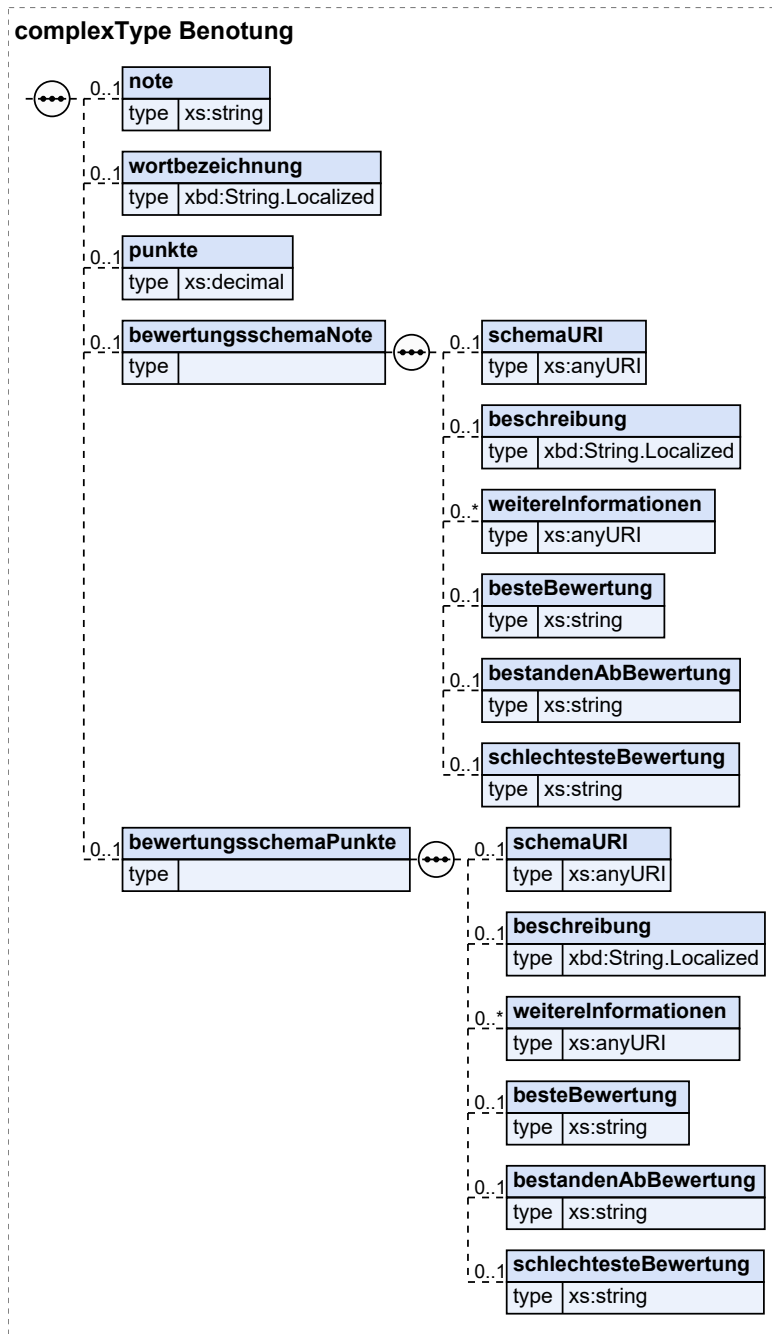 complexType Benotung
0..1 note
type xs:string
0..1 wortbezeichnung
type xbd:String.Localized
0..1 punkte
type xs:decimal
0..1 bewertungsschemaNote
type
0..1 schemaURI
type xs:anyURI
0..1 beschreibung
type xbd:String.Localized
0..* weitereInformationen
type xs:anyURI
0..1 besteBewertung
type xs:string
0..1 bestandenAbBewertung
type xs:string
0..1 schlechtesteBewertung
type xs:string
0..1 bewertungsschemaPunkte
type
0..1 schemaURI
type xs:anyURI
0..1 beschreibung
type xbd:String.Localized
0..* weitereInformationen
type xs:anyURI
0..1 besteBewertung
type xs:string
0..1 bestandenAbBewertung
type xs:string
0..1 schlechtesteBewertung
type xs:string